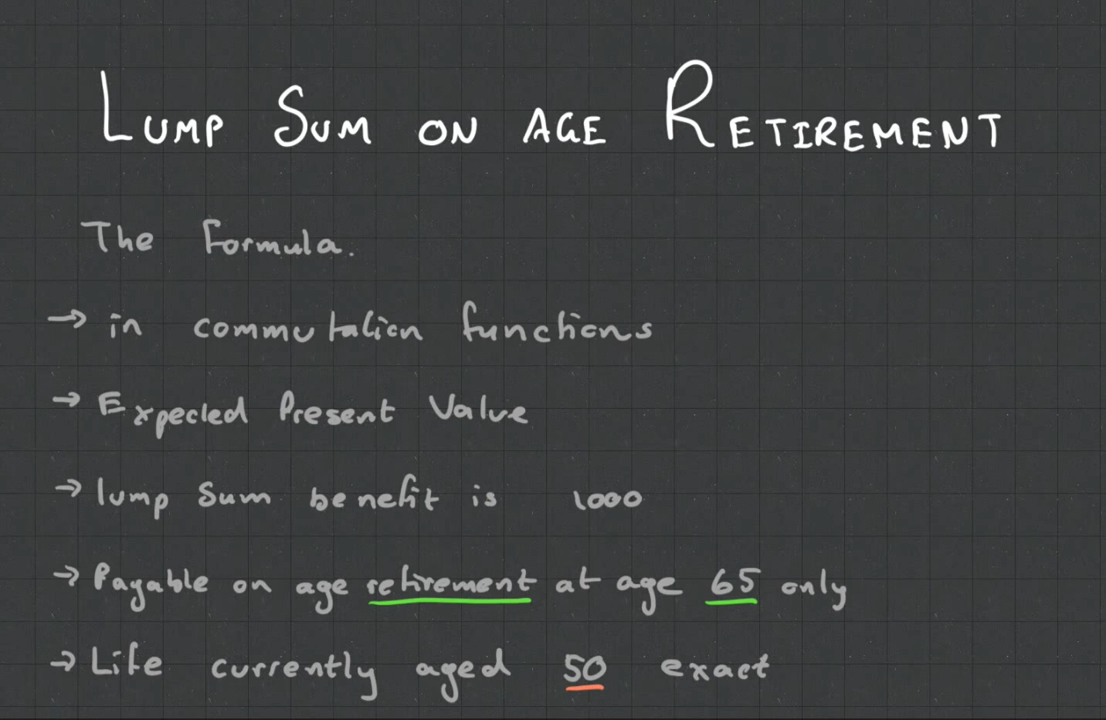 LUMP SUM ON AGE RETIREMENT
The Formula.
→ in commutation functions
→ Expected Present Value
→ lump Sum benefit is 1000
→ Payable on age retirement at age 65 only
→ Life currently aged 50 exact